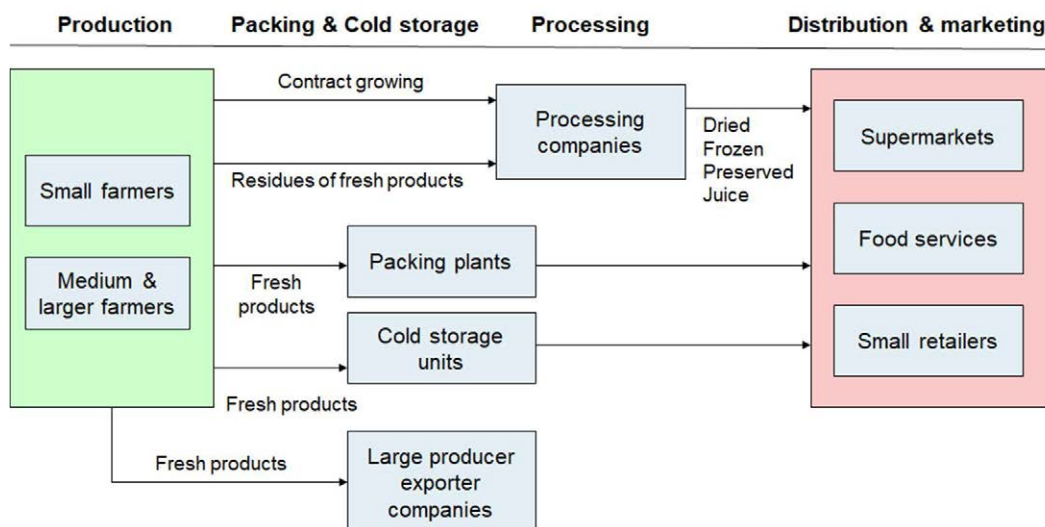 Production
Packing & Cold storage
Processing
Distribution & marketing
Contract growing
Processing
companies
Dried
Frozen
Preserved
Juice
Supermarkets
Small farmers
Residues of fresh products
Medium &
larger farmers
Fresh
products
Packing plants
Food services
Cold storage
units
Small retailers
Fresh products
Fresh products
Large producer
exporter
companies